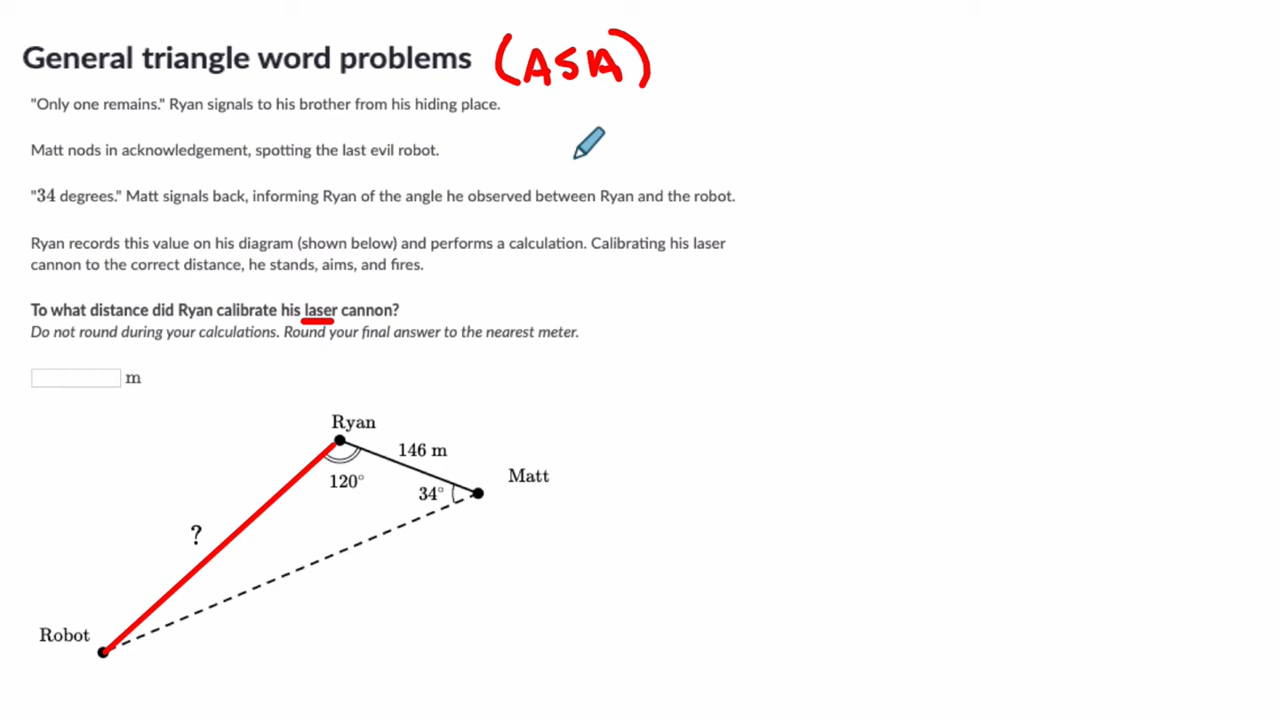 General triangle word problems (ASA)
"Only one remains." Ryan signals to his brother from his hiding place.
Matt nods in acknowledgement, spotting the last evil robot.
"34 degrees." Matt signals back, informing Ryan of the angle he observed between Ryan and the robot.
Ryan records this value on his diagram (shown below) and performs a calculation. Calibrating his laser
cannon to the correct distance, he stands, aims, and fires.
To what distance did Ryan calibrate his laser cannon?
Do not round during your calculations. Round your final answer to the nearest meter.
m
Ryan
146 m
Matt
120°
34°
?
Robot